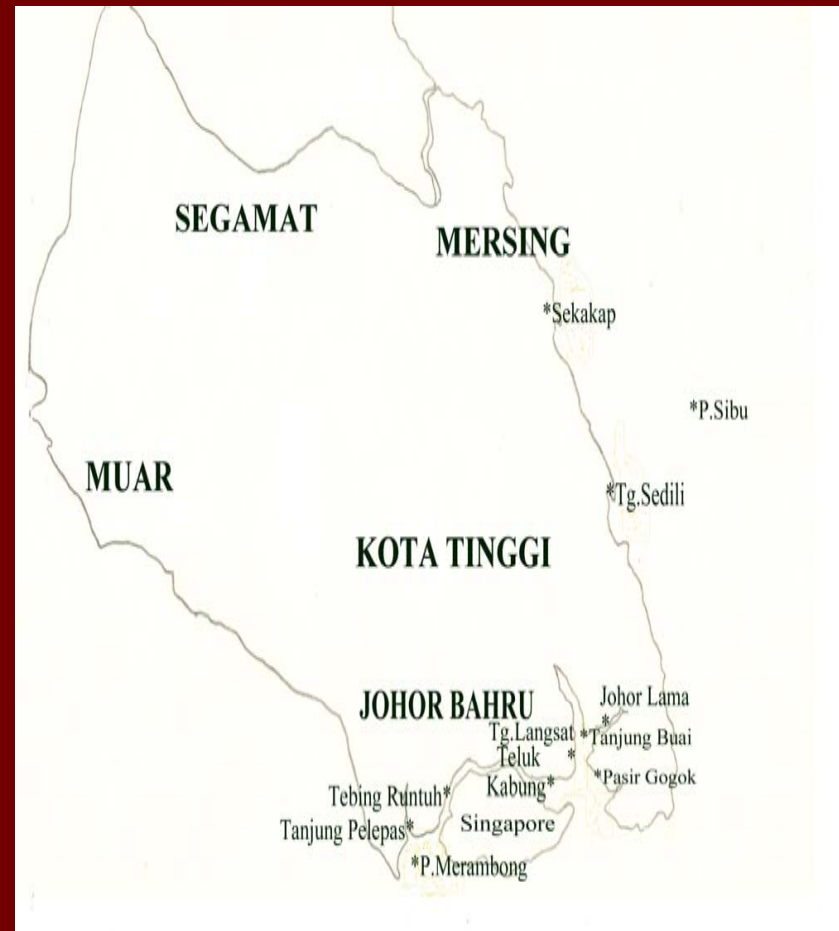 SEGAMAT
MERSING
*Sekakap
*P.Sibu
MUAR
*Tg.Sedili
KOTA TINGGI
JOHOR BAHRU
Johor Lama
*
Tg.Langsat
*
*Tanjung Buai
Teluk
Kabung*
*Pasir Gogok
Tebing Runtuh*
Tanjung Pelepas*
Singapore
*P.Merambong